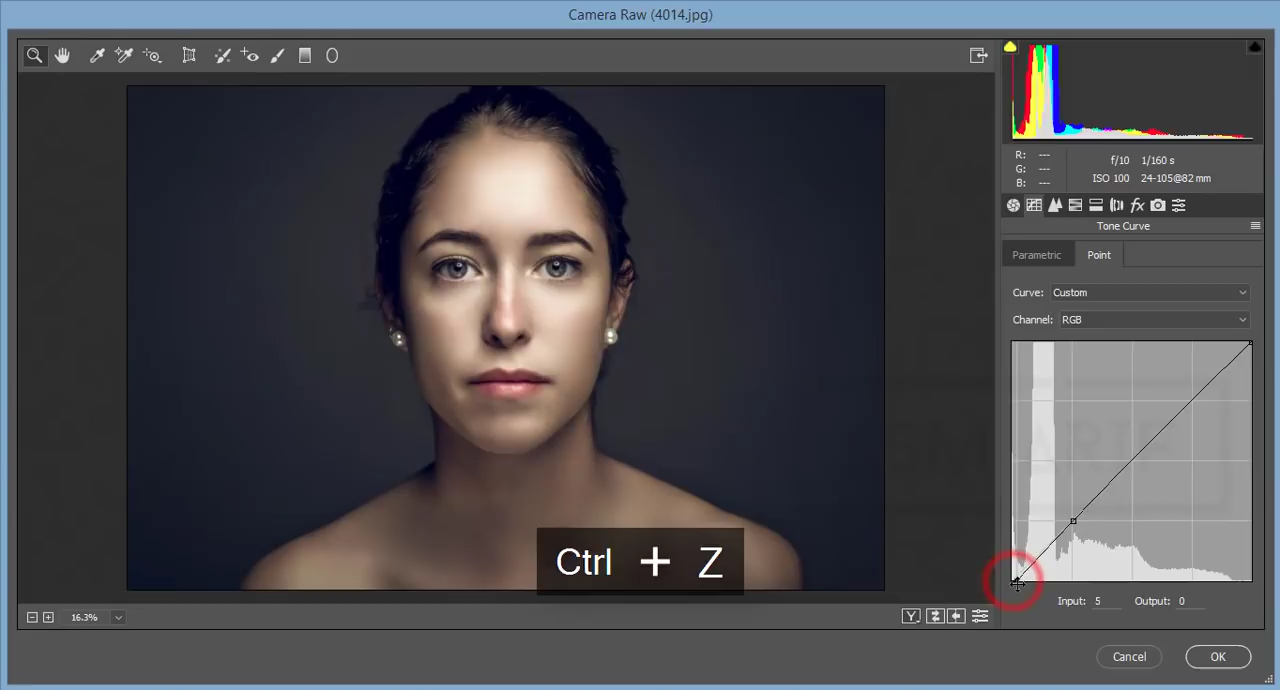 Camera Raw (4014.jpg)
R: ---
G: ---
B: ---
f/10 1/160 s
ISO 100 24-105@82 mm
fx
Tone Curve
Parametric Point
Curve: Custom
Channel: RGB
Input: 5 Output: 0
Ctrl + Z
16.3%
Y
Cancel OK